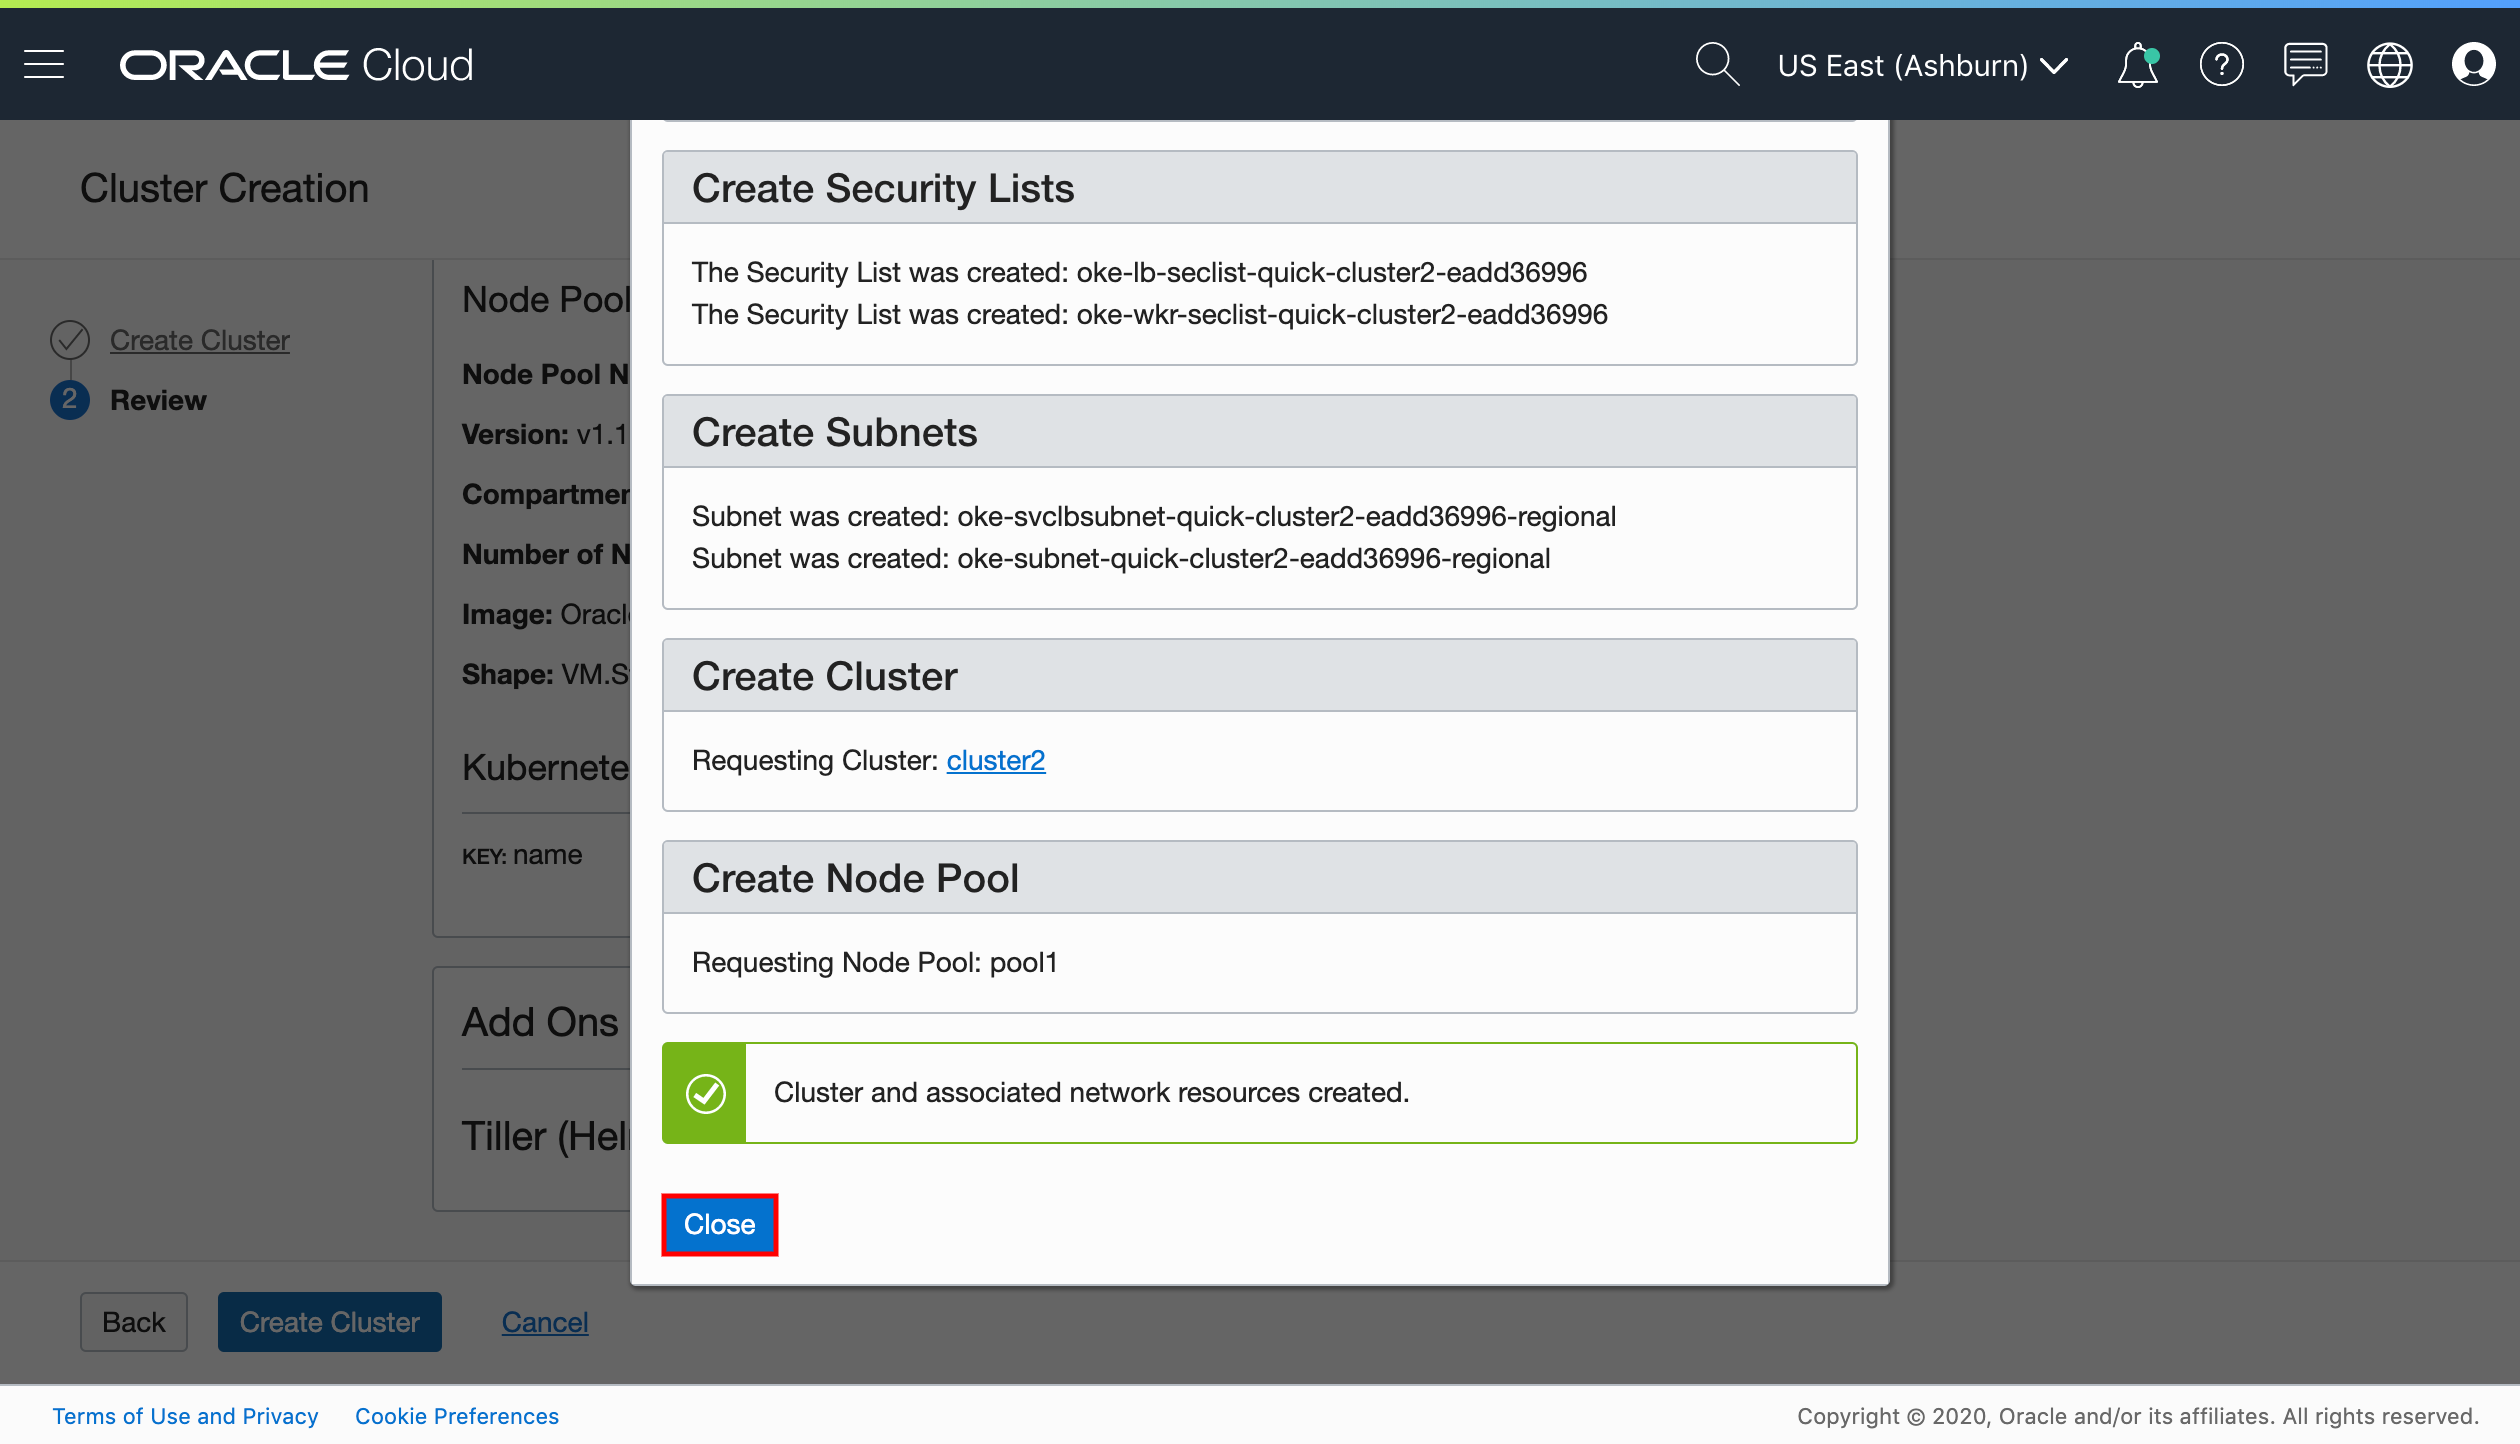 ORACLE Cloud
US East (Ashburn)
?
Cluster Creation
Create Cluster
2 Review
Node Pool
Node Pool N
Version: v1.1
Compartmen
Number of N
Image: Oracl
Shape: VM.S
Kubernete
KEY: name
Add Ons
Tiller (Hel
Create Security Lists
The Security List was created: oke-lb-seclist-quick-cluster2-eadd36996
The Security List was created: oke-wkr-seclist-quick-cluster2-eadd36996
Create Subnets
Subnet was created: oke-svclbsubnet-quick-cluster2-eadd36996-regional
Subnet was created: oke-subnet-quick-cluster2-eadd36996-regional
Create Cluster
Requesting Cluster: cluster2
Create Node Pool
Requesting Node Pool: pool1
Cluster and associated network resources created.
Close
Back
Create Cluster
Cancel
Terms of Use and Privacy
Cookie Preferences
Copyright © 2020, Oracle and/or its affiliates. All rights reserved.